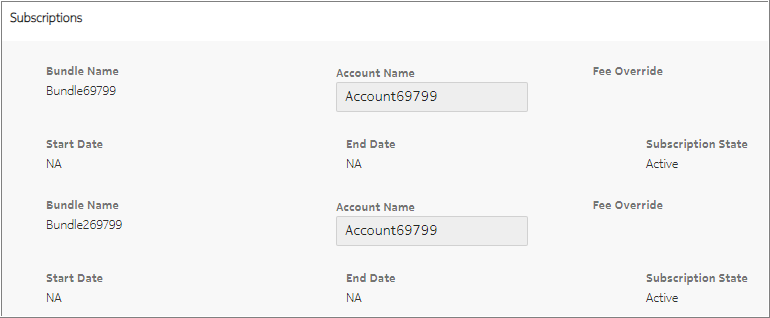 Subscriptions
Bundle Name Account Name Fee Override
Bundle69799 Account69799
Start Date End Date Subscription State
NA NA Active
Bundle Name Account Name Fee Override
Bundle269799 Account69799
Start Date End Date Subscription State
NA NA Active